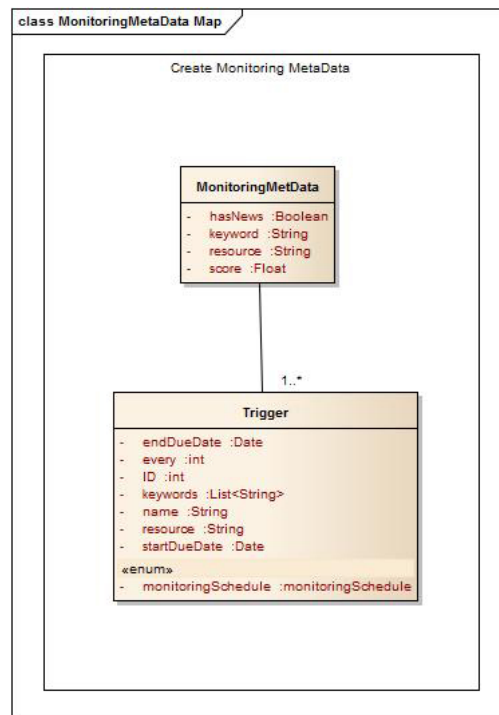 class MonitoringMetaData Map
Create Monitoring MetaData
MonitoringMetData
- hasNews :Boolean
- keyword :String
- resource :String
- score :Float
1..*
Trigger
- endDueDate :Date
- every :int
- ID :int
- keywords :List<String>
- name :String
- resource :String
- startDueDate :Date
«enum»
- monitoringSchedule :monitoringSchedule